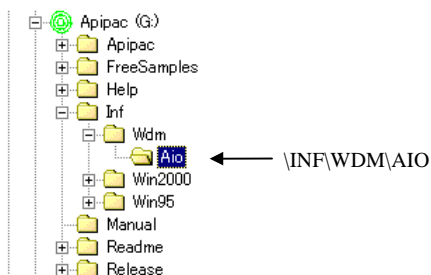 Apipac (G:)
Apipac
FreeSamples
Help
Inf
Wdm
Aio
\INF\WDM\AIO
Win2000
Win95
Manual
Readme
Release